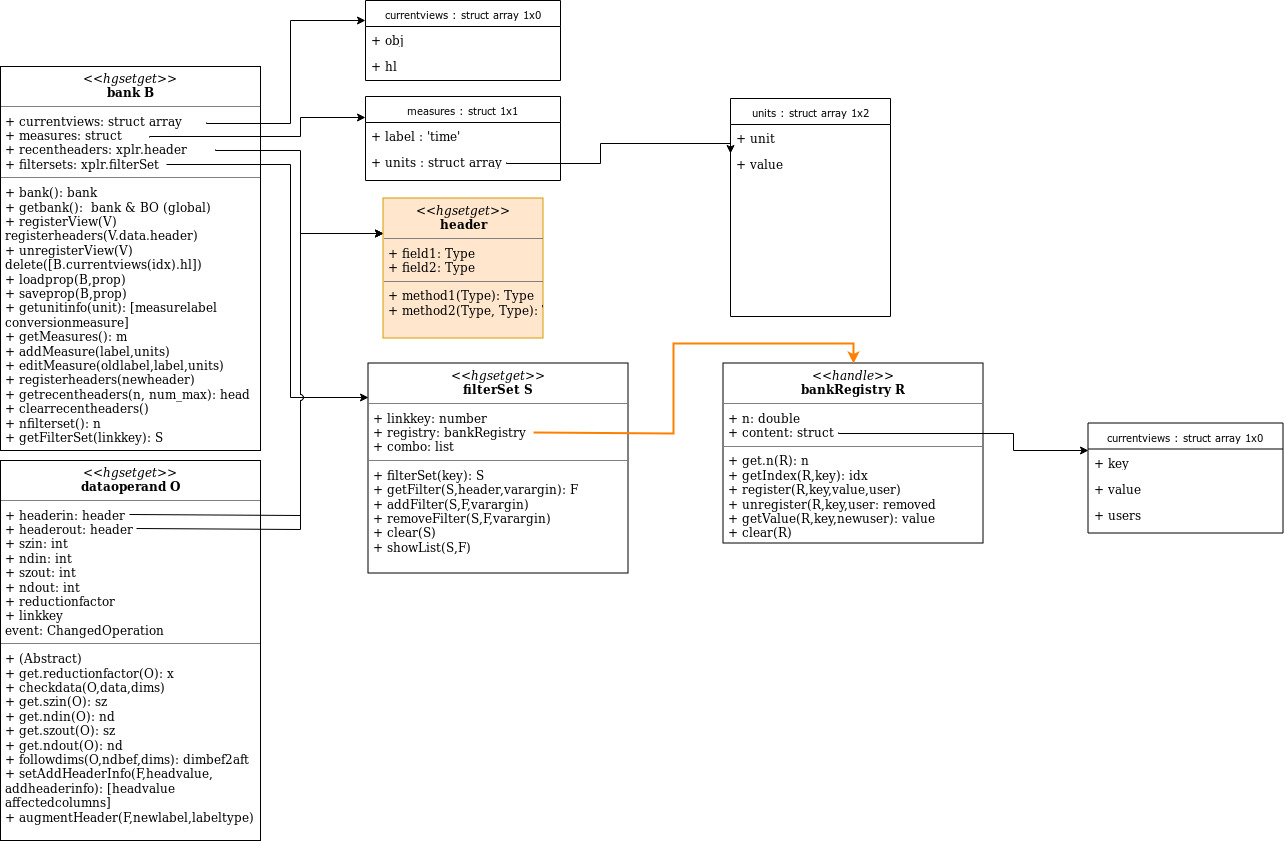 currentviews : struct array 1x0
+ obj
+ hl
<<hgsetget>>
bank B
+ currentviews: struct array
+ measures: struct
+ recentheaders: xplr.header
+ filtersets: xplr.filterSet
+ bank(): bank
+ getbank():  bank & BO (global)
+ registerView(V)
registerheaders(V.data.header)
+ unregisterView(V)
delete([B.currentviews(idx).hl])
+ loadprop(B,prop)
+ saveprop(B,prop)
+ getunitinfo(unit): [measurelabel
conversionmeasure]
+ getMeasures(): m
+ addMeasure(label,units)
+ editMeasure(oldlabel,label,units)
+ registerheaders(newheader)
+ getrecentheaders(n, num_max): head
+ clearrecentheaders()
+ nfilterset(): n
+ getFilterSet(linkkey): S
measures : struct 1x1
+ label : 'time'
+ units : struct array
units : struct array 1x2
+ unit
+ value
<<hgsetget>>
header
+ field1: Type
+ field2: Type
+ method1(Type): Type
+ method2(Type, Type):
<<hgsetget>>
filterSet S
+ linkkey: number
+ registry: bankRegistry
+ combo: list
+ filterSet(key): S
+ getFilter(S,header,varargin): F
+ addFilter(S,F,varargin)
+ removeFilter(S,F,varargin)
+ clear(S)
+ showList(S,F)
<<handle>>
bankRegistry R
+ n: double
+ content: struct
+ get.n(R): n
+ getIndex(R,key): idx
+ register(R,key,value,user)
+ unregister(R,key,user: removed
+ getValue(R,key,newuser): value
+ clear(R)
currentviews : struct array 1x0
+ key
+ value
+ users
<<hgsetget>>
dataoperand O
+ headerin: header
+ headerout: header
+ szin: int
+ ndin: int
+ szout: int
+ ndout: int
+ reductionfactor
+ linkkey
event: ChangedOperation
+ (Abstract)
+ get.reductionfactor(O): x
+ checkdata(O,data,dims)
+ get.szin(O): sz
+ get.ndin(O): nd
+ get.szout(O): sz
+ get.ndout(O): nd
+ followdims(O,ndbef,dims): dimbef2aft
+ setAddHeaderInfo(F,headvalue,
addheaderinfo): [headvalue
affectedcolumns]
+ augmentHeader(F,newlabel,labeltype)